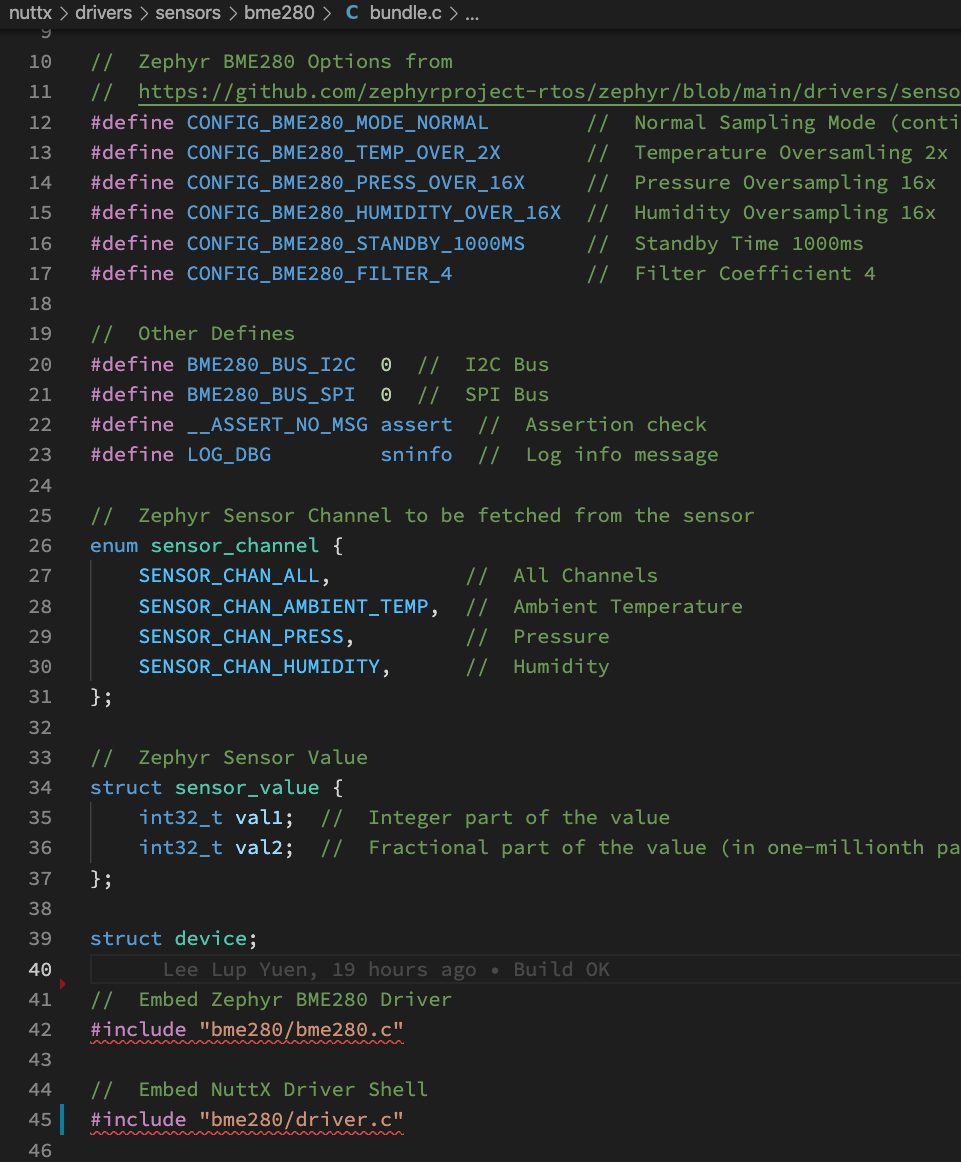 nuttx > drivers > sensors > bme280 > C bundle.c > ...
9
10 // Zephyr BME280 Options from
11 // https://github.com/zephyrproject-rtos/zephyr/blob/main/drivers/senso
12 #define CONFIG_BME280_MODE_NORMAL // Normal Sampling Mode (conti
13 #define CONFIG_BME280_TEMP_OVER_2X // Temperature Oversamling 2x
14 #define CONFIG_BME280_PRESS_OVER_16X // Pressure Oversampling 16x
15 #define CONFIG_BME280_HUMIDITY_OVER_16X // Humidity Oversampling 16x
16 #define CONFIG_BME280_STANDBY_1000MS // Standby Time 1000ms
17 #define CONFIG_BME280_FILTER_4 // Filter Coefficient 4
18
19 // Other Defines
20 #define BME280_BUS_I2C 0 // I2C Bus
21 #define BME280_BUS_SPI 0 // SPI Bus
22 #define __ASSERT_NO_MSG assert // Assertion check
23 #define LOG_DBG sninfo // Log info message
24
25 // Zephyr Sensor Channel to be fetched from the sensor
26 enum sensor_channel {
27 SENSOR_CHAN_ALL, // All Channels
28 SENSOR_CHAN_AMBIENT_TEMP, // Ambient Temperature
29 SENSOR_CHAN_PRESS, // Pressure
30 SENSOR_CHAN_HUMIDITY, // Humidity
31 };
32
33 // Zephyr Sensor Value
34 struct sensor_value {
35 int32_t val1; // Integer part of the value
36 int32_t val2; // Fractional part of the value (in one-millionth pa
37 };
38
39 struct device;
40 Lee Lup Yuen, 19 hours ago • Build OK
41 // Embed Zephyr BME280 Driver
42 #include "bme280/bme280.c"
43
44 // Embed NuttX Driver Shell
45 #include "bme280/driver.c"
46